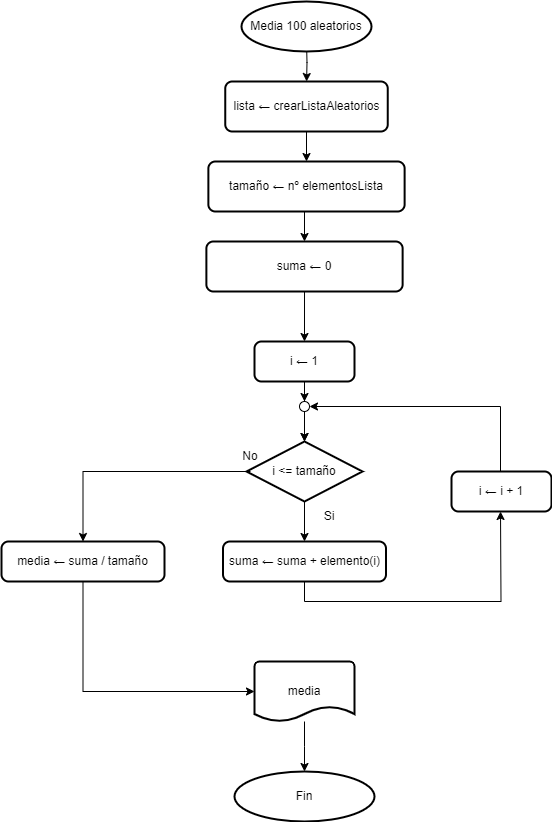 Media 100 aleatorios
lista ← crearListaAleatorios
tamaño ← nº elementosLista
suma ← 0
i ← 1
No
i <= tamaño
i ← i + 1
Si
media ← suma / tamaño
suma ← suma + elemento(i)
media
Fin